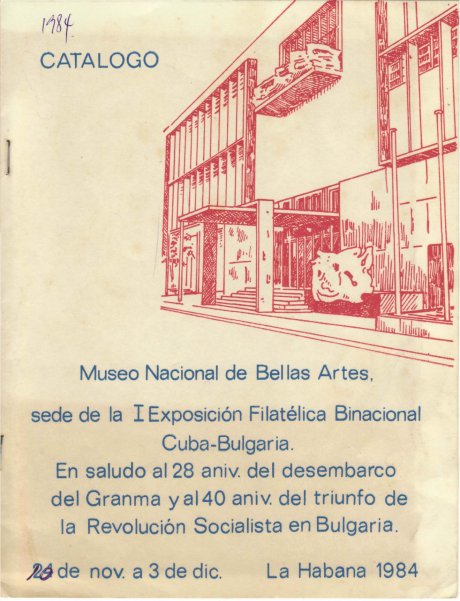 1984.
CATALOGO
Museo Nacional de Bellas Artes,
sede de la I Exposición Filatélica Binacional
Cuba-Bulgaria.
En saludo al 28 aniv. del desembarco
del Granma y al 40 aniv. del triunfo de
la Revolución Socialista en Bulgaria.
de nov. a 3 de dic. La Habana 1984